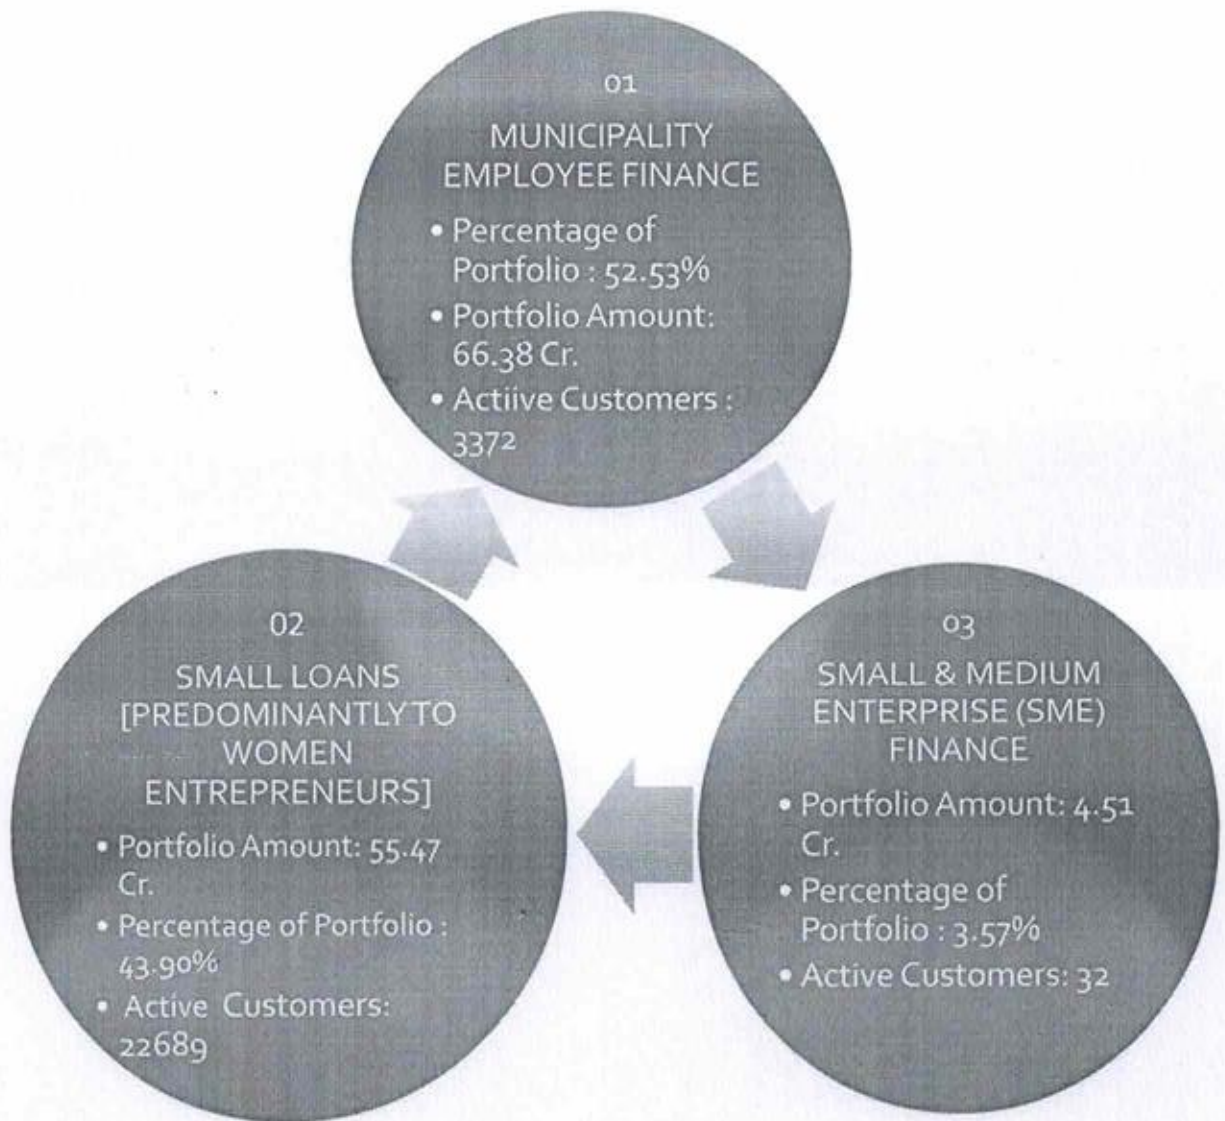 01
MUNICIPALITY
EMPLOYEE FINANCE
• Percentage of
Portfolio : 52.53%
• Portfolio Amount:
66.38 Cr.
• Actiive Customers :
3372
02
SMALL LOANS
[PREDOMINANTLY TO
WOMEN
ENTREPRENEURS]
• Portfolio Amount: 55.47
Cr.
• Percentage of Portfolio :
43.90%
• Active Customers:
22689
03
SMALL & MEDIUM
ENTERPRISE (SME)
FINANCE
• Portfolio Amount: 4.51
Cr.
• Percentage of
Portfolio : 3.57%
• Active Customers: 32